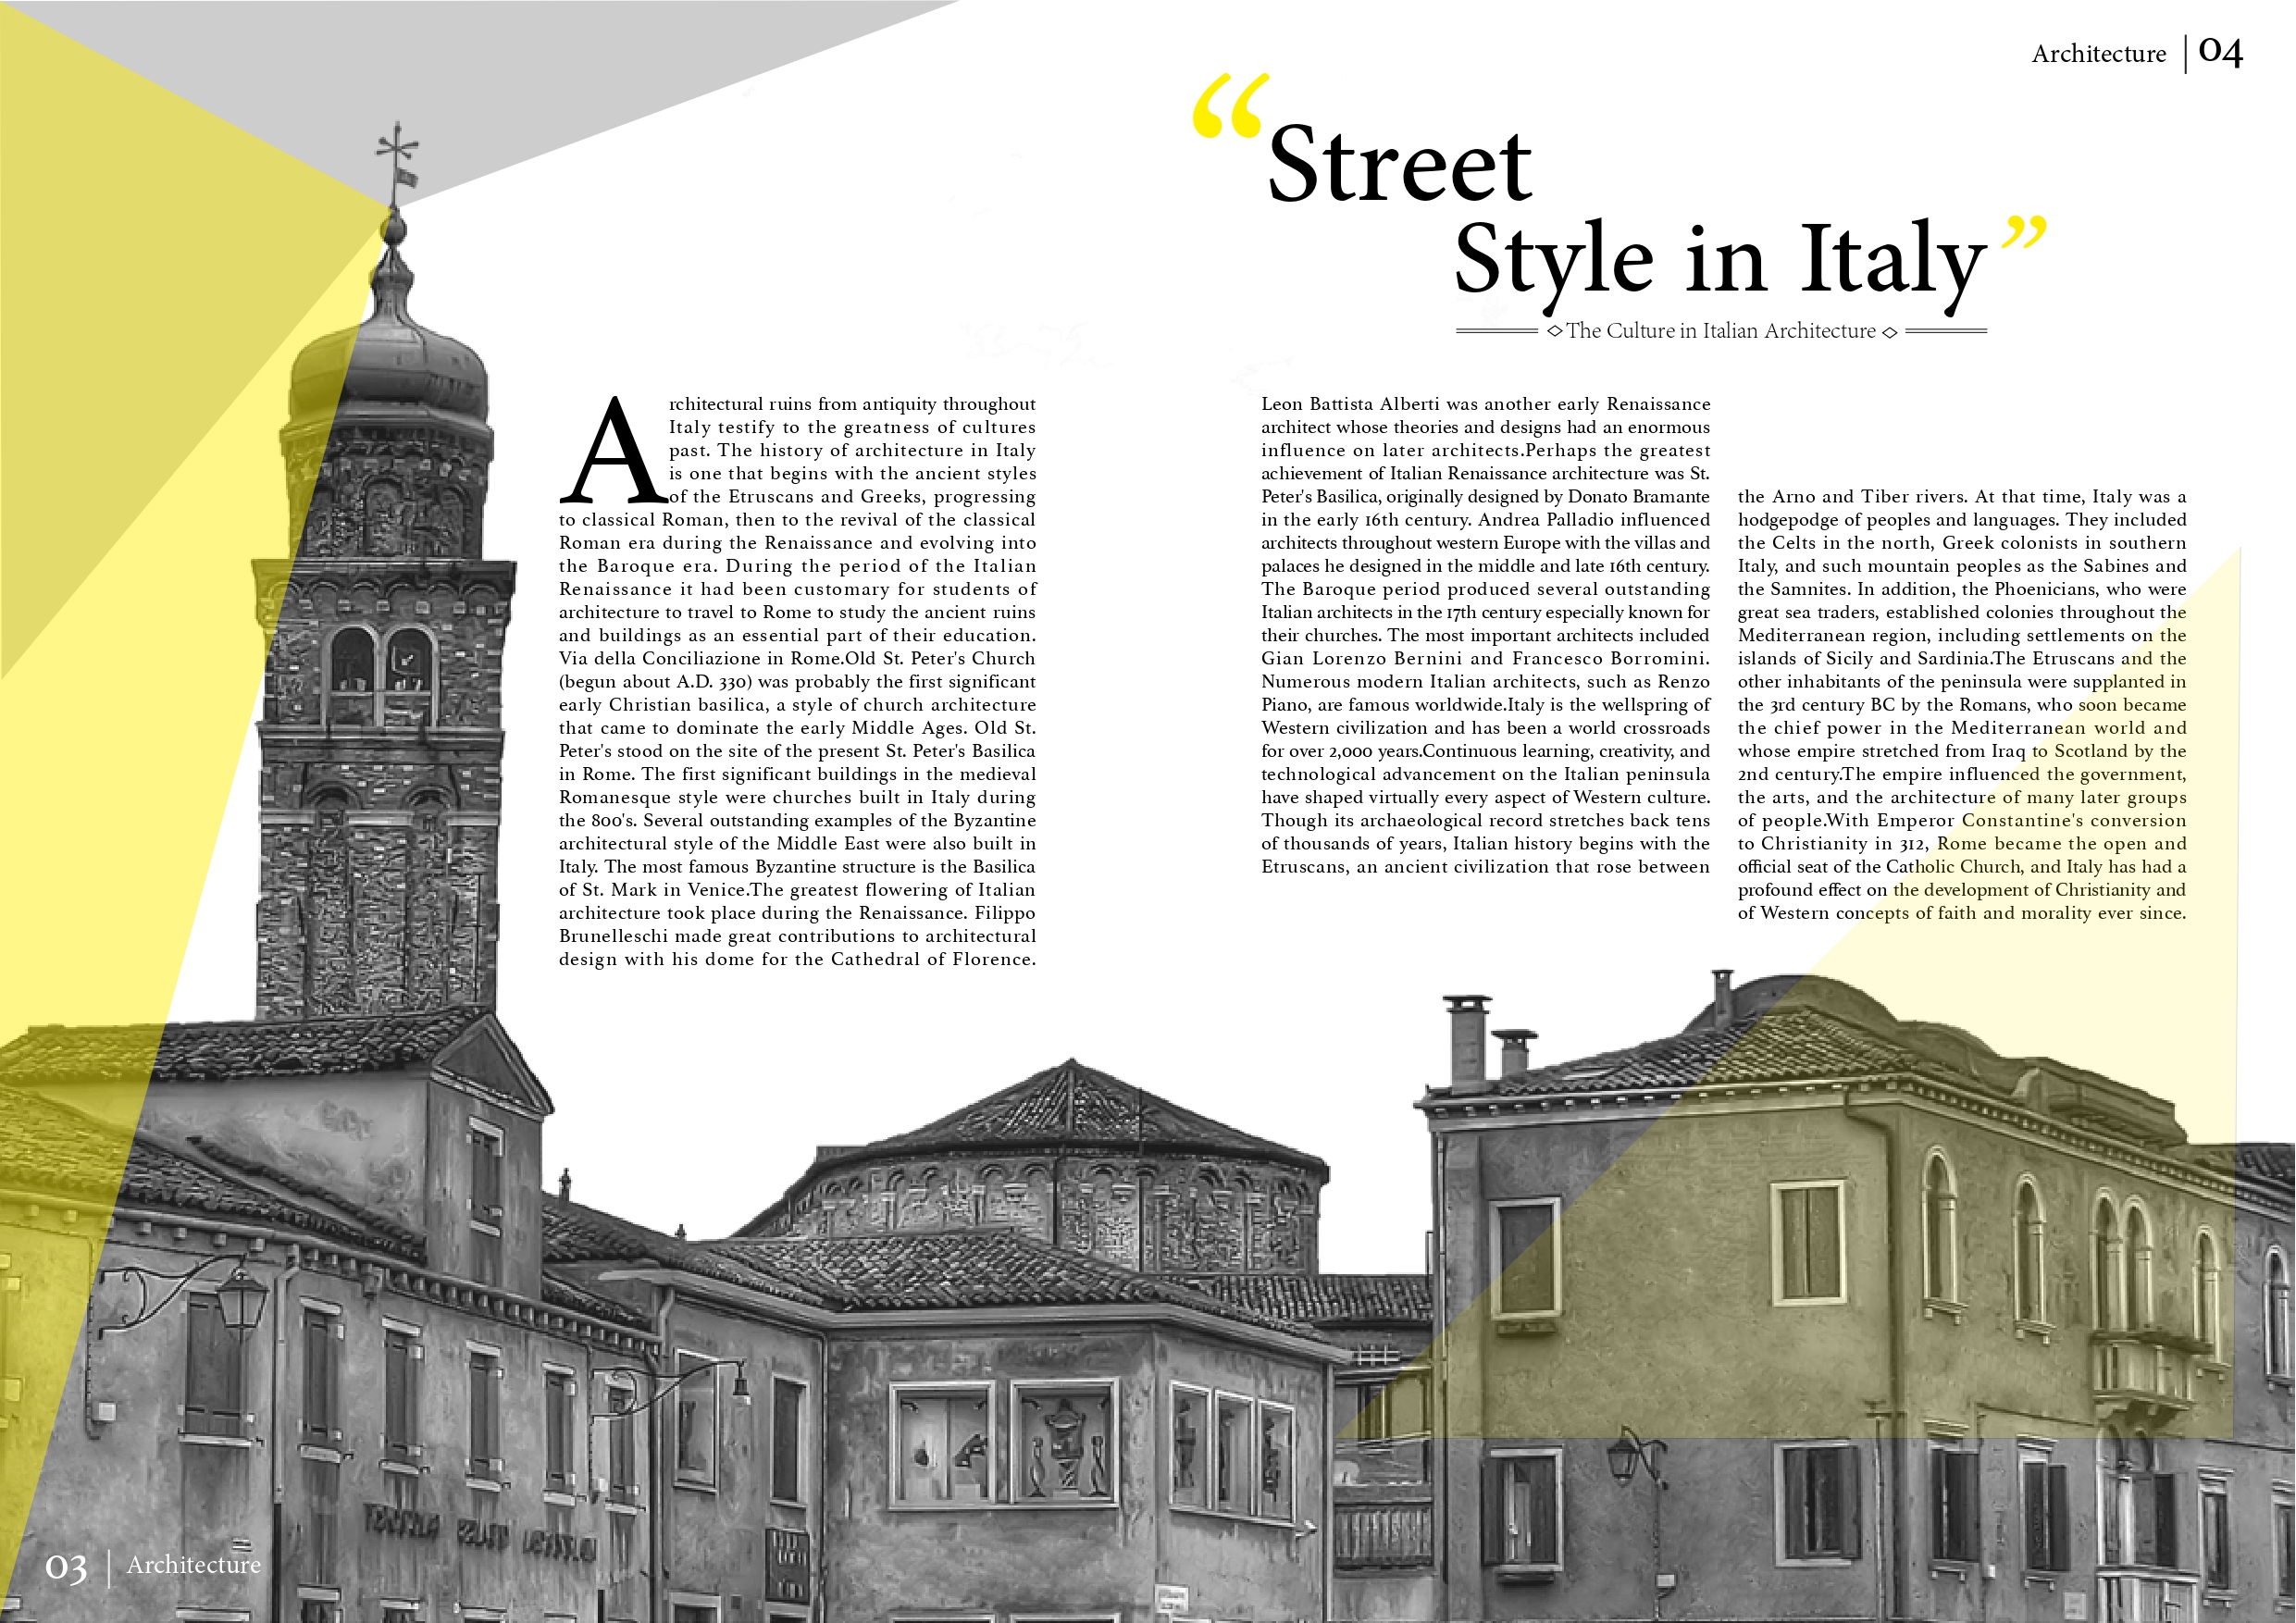 Architecture | 04
“Street
Style in Italy”
The Culture in Italian Architecture
Architectural ruins from antiquity throughout
Italy testify to the greatness of cultures
past. The history of architecture in Italy
is one that begins with the ancient styles
of the Etruscans and Greeks, progressing
to classical Roman, then to the revival of the classical
Roman era during the Renaissance and evolving into
the Baroque era. During the period of the Italian
Renaissance it had been customary for students of
architecture to travel to Rome to study the ancient ruins
and buildings as an essential part of their education.
Via della Conciliazione in Rome.Old St. Peter's Church
(begun about A.D. 330) was probably the first significant
early Christian basilica, a style of church architecture
that came to dominate the early Middle Ages. Old St.
Peter's stood on the site of the present St. Peter's Basilica
in Rome. The first significant buildings in the medieval
Romanesque style were churches built in Italy during
the 800's. Several outstanding examples of the Byzantine
architectural style of the Middle East were also built in
Italy. The most famous Byzantine structure is the Basilica
of St. Mark in Venice.The greatest flowering of Italian
architecture took place during the Renaissance. Filippo
Brunelleschi made great contributions to architectural
design with his dome for the Cathedral of Florence.
Leon Battista Alberti was another early Renaissance
architect whose theories and designs had an enormous
influence on later architects.Perhaps the greatest
achievement of Italian Renaissance architecture was St.
Peter's Basilica, originally designed by Donato Bramante
in the early 16th century. Andrea Palladio influenced
architects throughout western Europe with the villas and
palaces he designed in the middle and late 16th century.
The Baroque period produced several outstanding
Italian architects in the 17th century especially known for
their churches. The most important architects included
Gian Lorenzo Bernini and Francesco Borromini.
Numerous modern Italian architects, such as Renzo
Piano, are famous worldwide.Italy is the wellspring of
Western civilization and has been a world crossroads
for over 2,000 years.Continuous learning, creativity, and
technological advancement on the Italian peninsula
have shaped virtually every aspect of Western culture.
Though its archaeological record stretches back tens
of thousands of years, Italian history begins with the
Etruscans, an ancient civilization that rose between
the Arno and Tiber rivers. At that time, Italy was a
hodgepodge of peoples and languages. They included
the Celts in the north, Greek colonists in southern
Italy, and such mountain peoples as the Sabines and
the Samnites. In addition, the Phoenicians, who were
great sea traders, established colonies throughout the
Mediterranean region, including settlements on the
islands of Sicily and Sardinia.The Etruscans and the
other inhabitants of the peninsula were supplanted in
the 3rd century BC by the Romans, who soon became
the chief power in the Mediterranean world and
whose empire stretched from Iraq to Scotland by the
2nd century.The empire influenced the government,
the arts, and the architecture of many later groups
of people.With Emperor Constantine's conversion
to Christianity in 312, Rome became the open and
official seat of the Catholic Church, and Italy has had a
profound effect on the development of Christianity and
of Western concepts of faith and morality ever since.
03 | Architecture